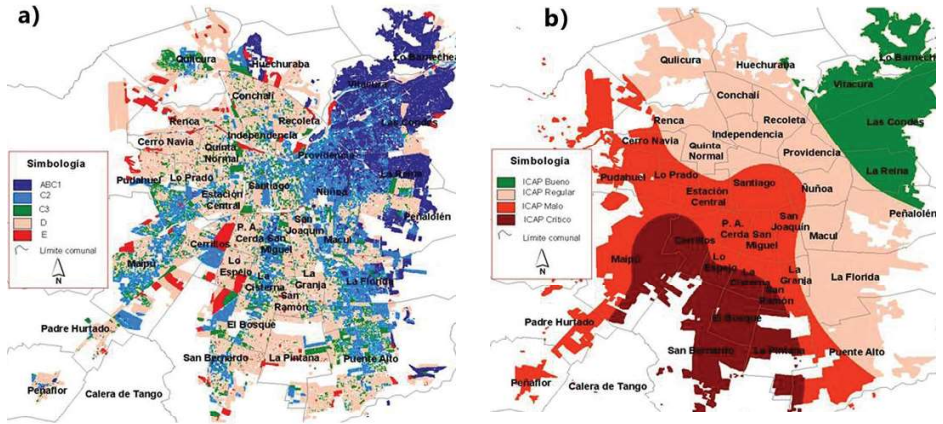 a)
Qulicura
Huechuraba
Lo Barnechea
Vitacura
Conchalí
Las Condes
Renca
Recoleta
Independencia
Cerro Navia
Quinta
Normal
Providencia
La Reina
Pudahuel
Lo Prado
Santiago
Ñuñoa
Estación
Central
Peñalolén
San
Joaquín
P. A.
Cerda San
Miguel
Macul
Cerrillos
Maipú
Lo
Espejo
La
Cisterna
La
Granja
La Florida
San
Ramón
El Bosque
Padre Hurtado
San Bernardo
La Pintana
Puente Alto
Peñaflor
Calera de Tango
Simbología
ABC1
C2
C3
D
E
Límite comunal
N
b)
Qulicura
Huechuraba
Lo Barnechea
Vitacura
Conchalí
Las Condes
Renca
Recoleta
Independencia
Cerro Navia
Quinta
Normal
Providencia
La Reina
Pudahuel
Lo Prado
Santiago
Ñuñoa
Estación
Central
Peñalolén
San
Joaquín
P. A.
Cerda San
Miguel
Macul
Cerrillos
Maipú
Lo
Espejo
La
Cisterna
La
Granja
La Florida
San
Ramón
El Bosque
Padre Hurtado
San Bernardo
La Pintana
Puente Alto
Peñaflor
Calera de Tango
Simbología
ICAP Bueno
ICAP Regular
ICAP Malo
ICAP Crítico
Límite comunal
N